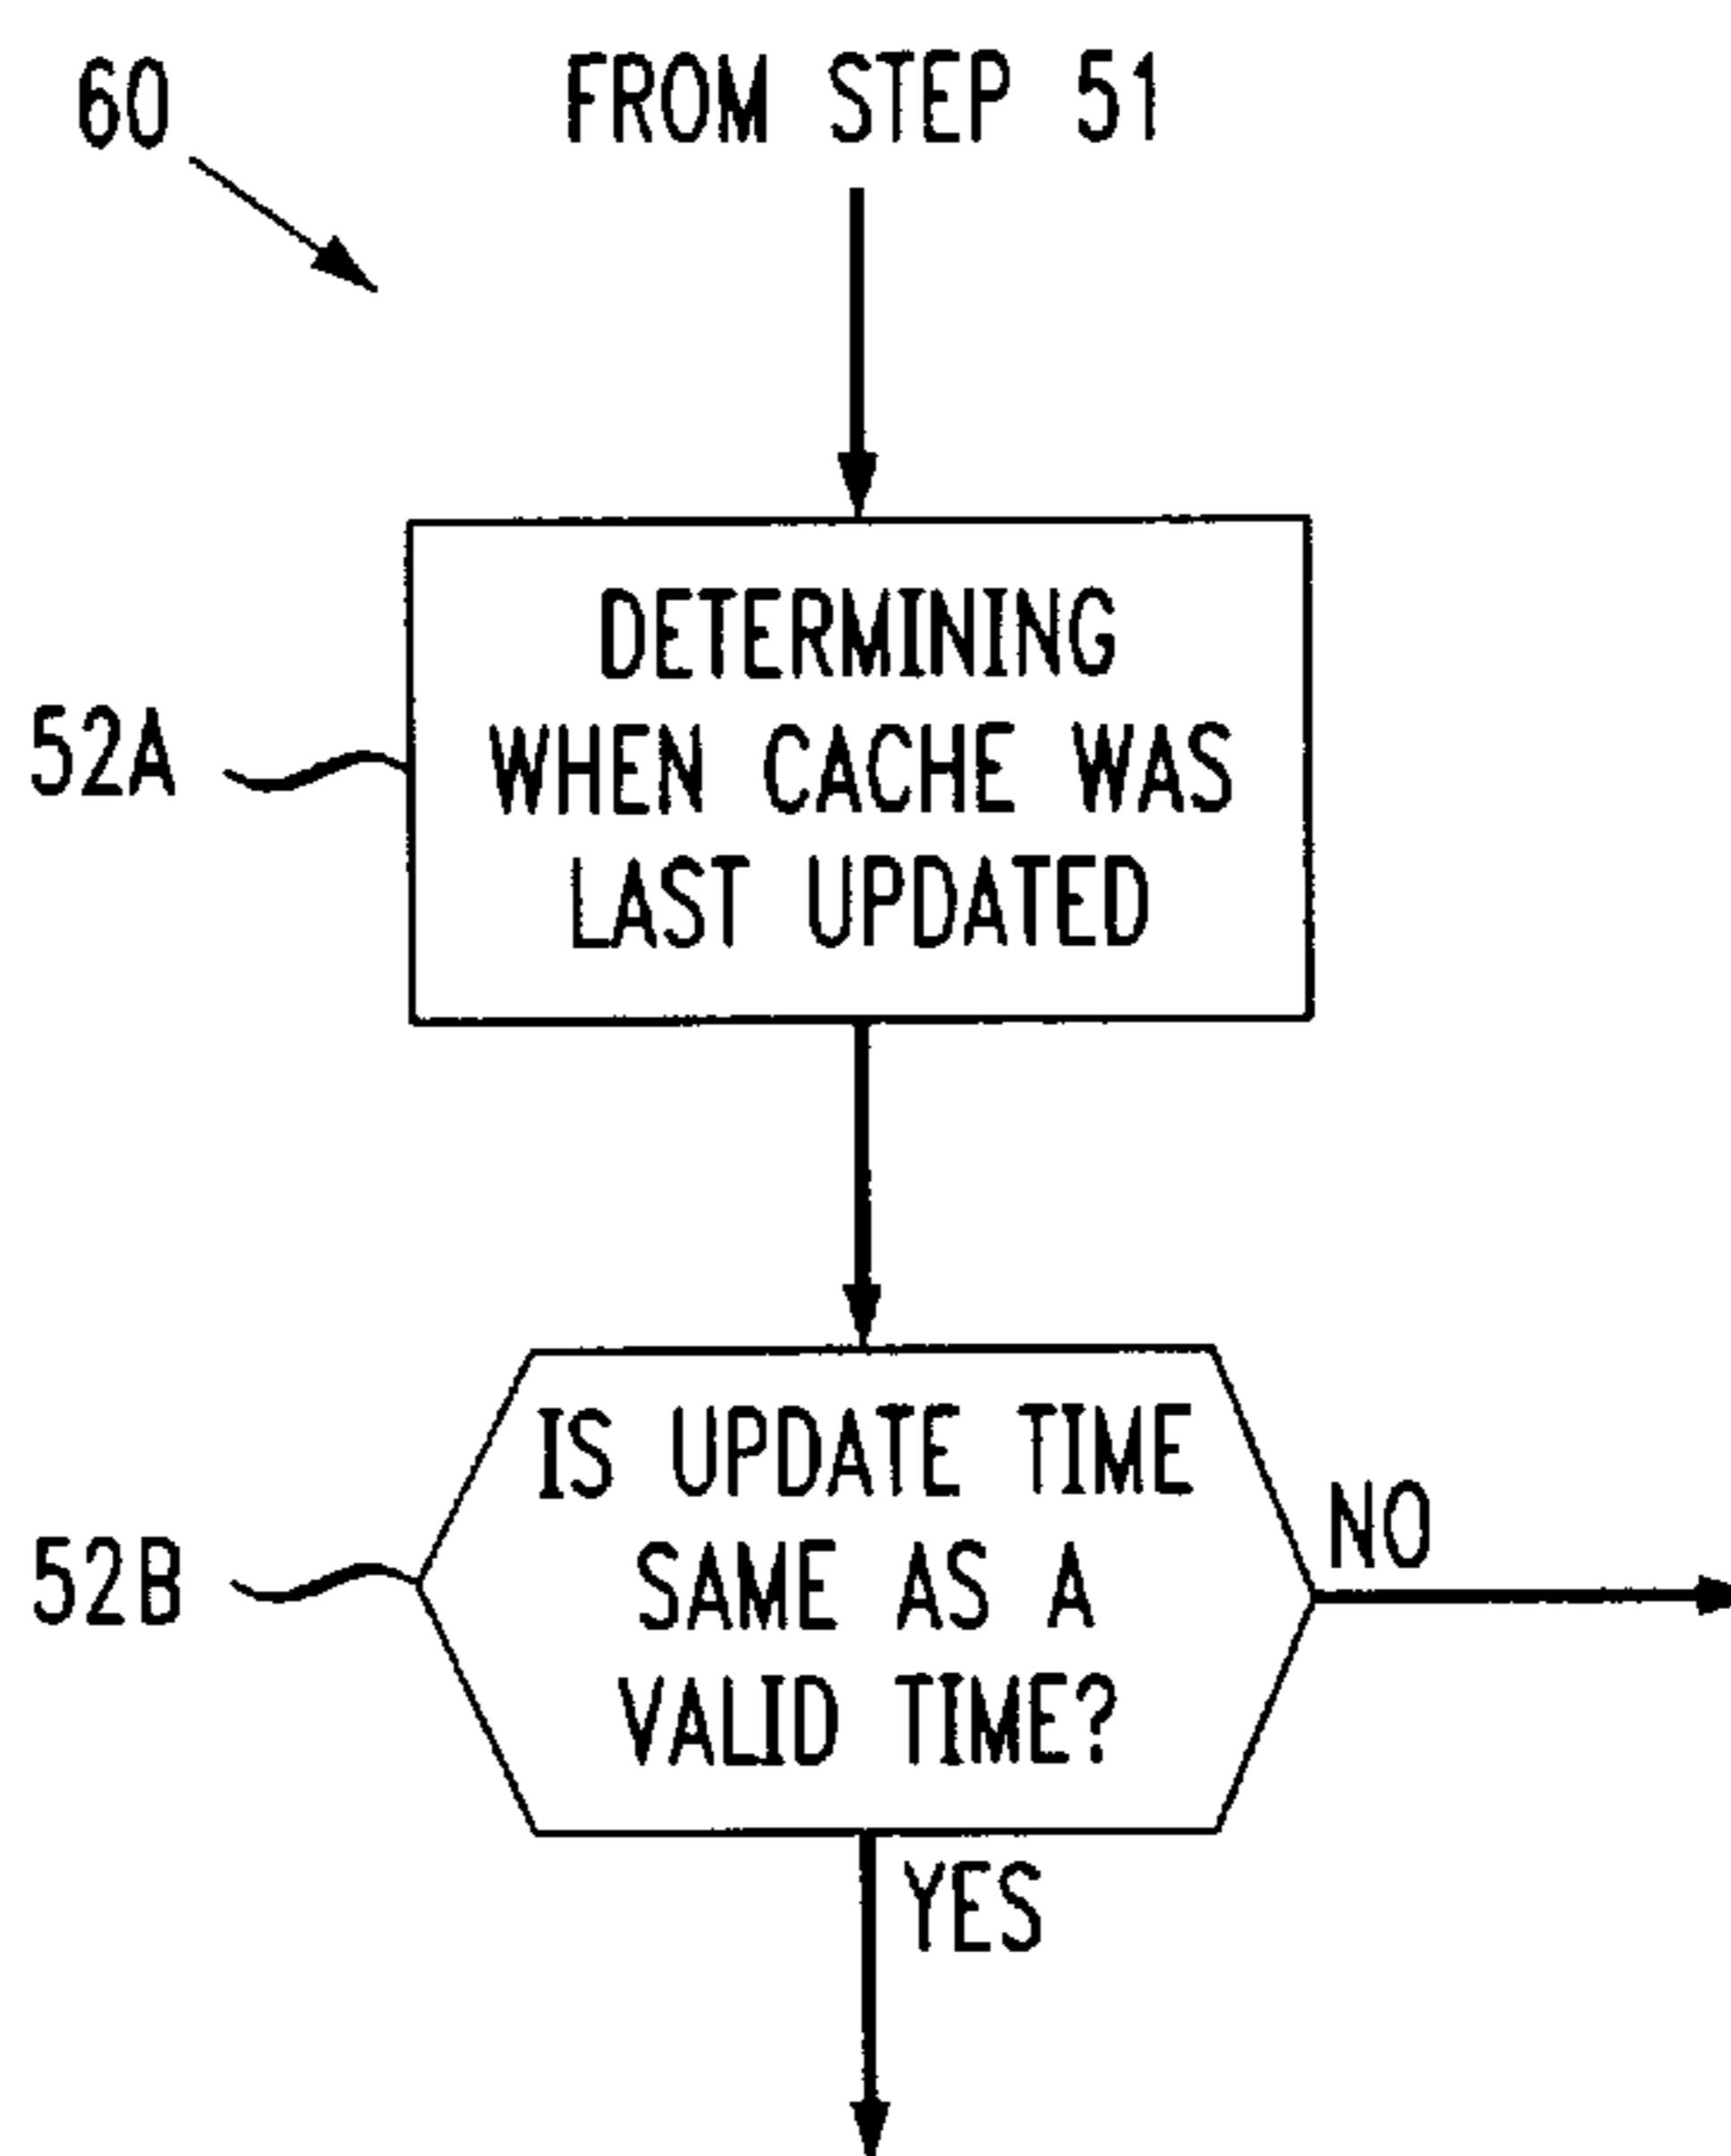 60
FROM STEP 51
52A
DETERMINING
WHEN CACHE WAS
LAST UPDATED
52B
IS UPDATE TIME
SAME AS A
VALID TIME?
NO
YES